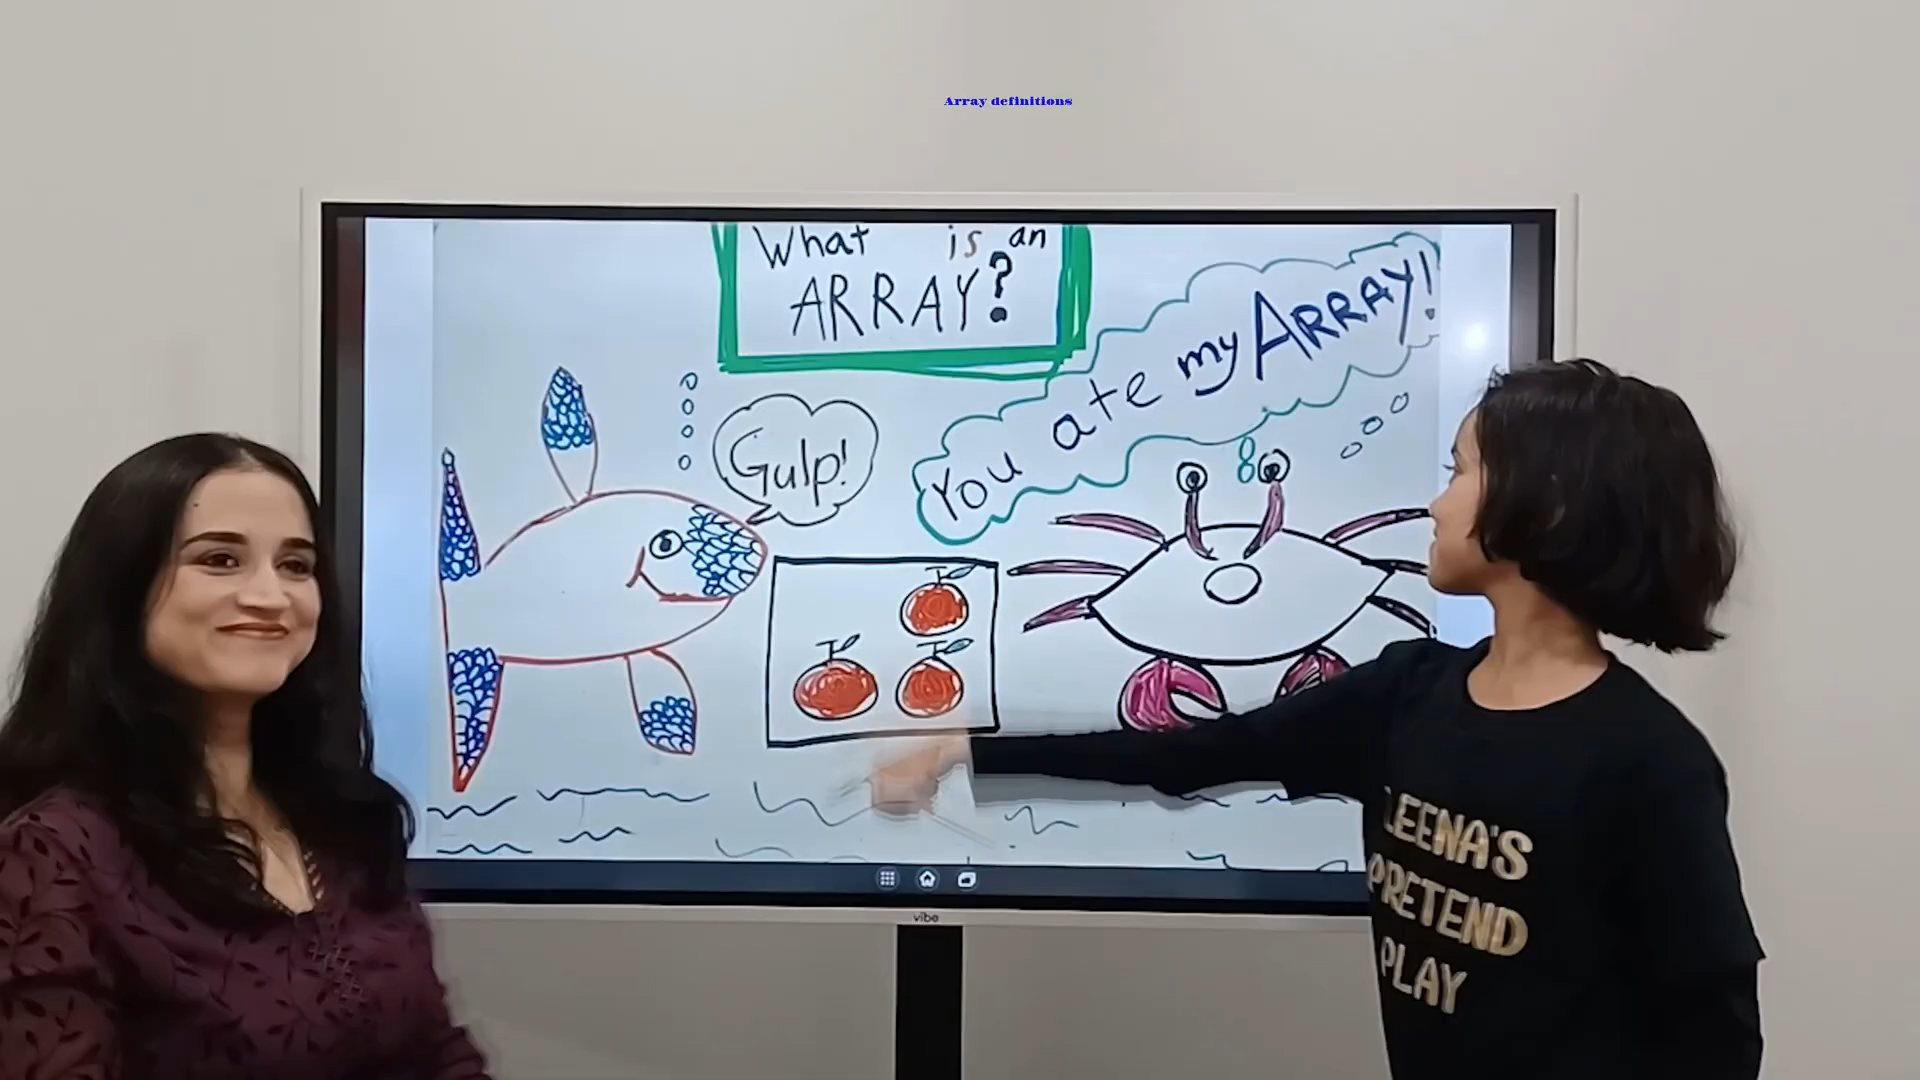 Array definitions
What is an
ARRAY?
You ate my ARRAY!
Gulp!
LEENA'S
PRETEND
PLAY
vibe